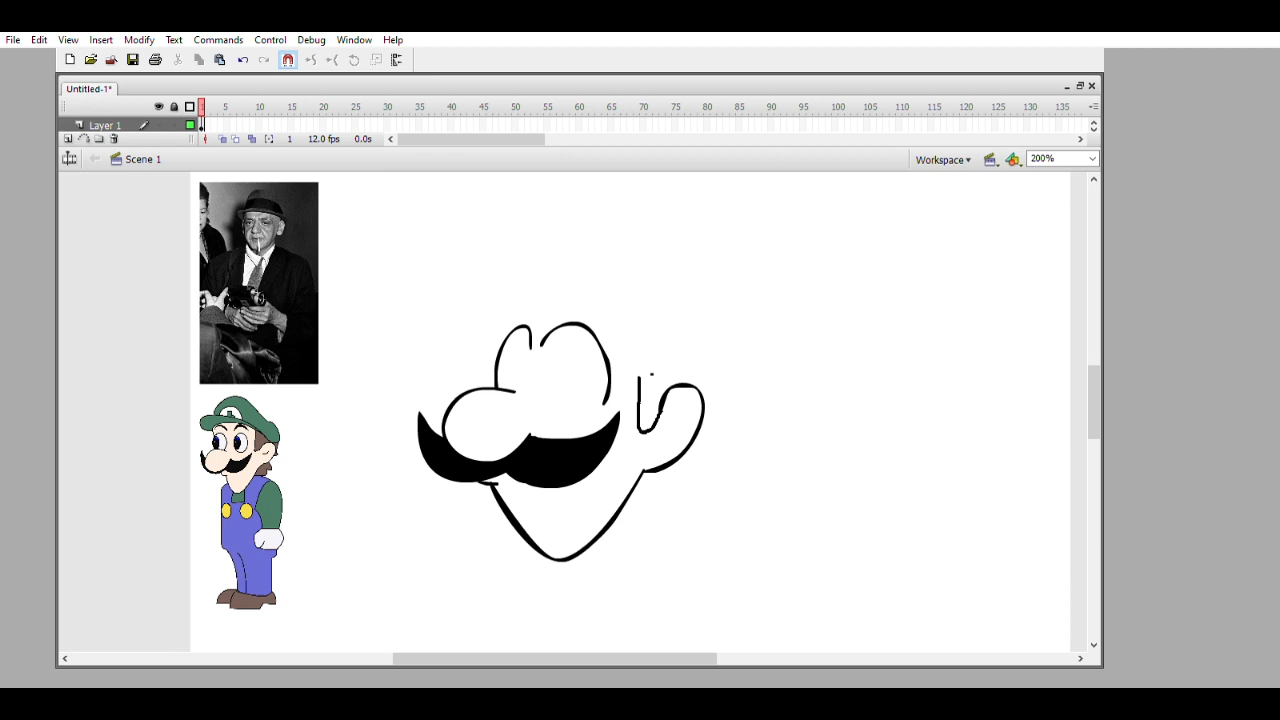 File Edit View Insert Modify Text Commands Control Debug Window Help
Untitled-1*
5 10 15 20 25 30 35 40 45 50 55 60 65 70 75 80 85 90 95 100 105 110 115 120 125 130 135
Layer 1
1 12.0 fps 0.0s
Scene 1 Workspace 200%
L